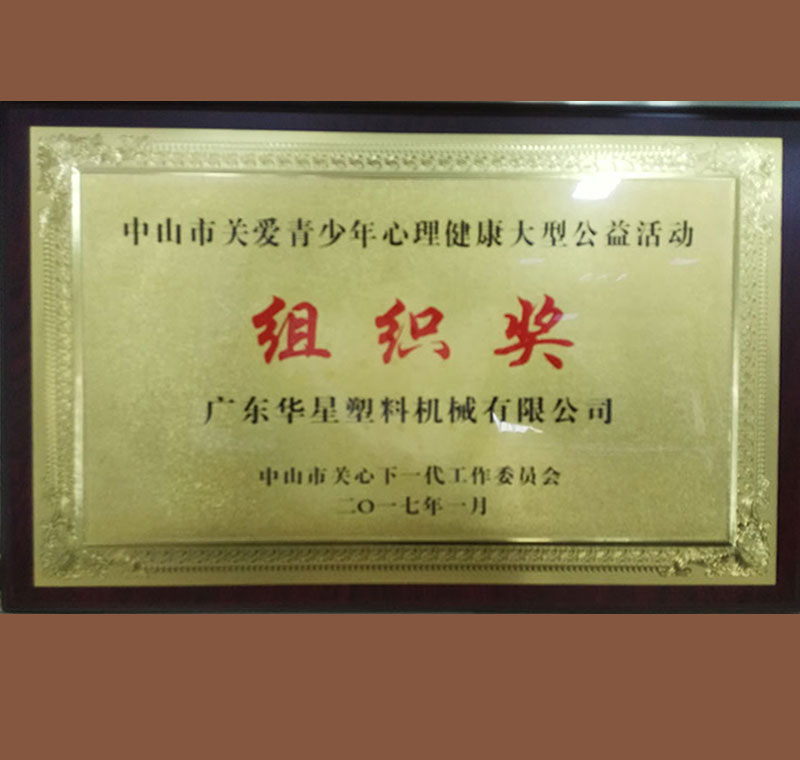 中山市关爱青少年心理健康大型公益活动
组织奖
广东华星塑料机械有限公司
中山市关心下一代工作委员会
二〇一七年一月